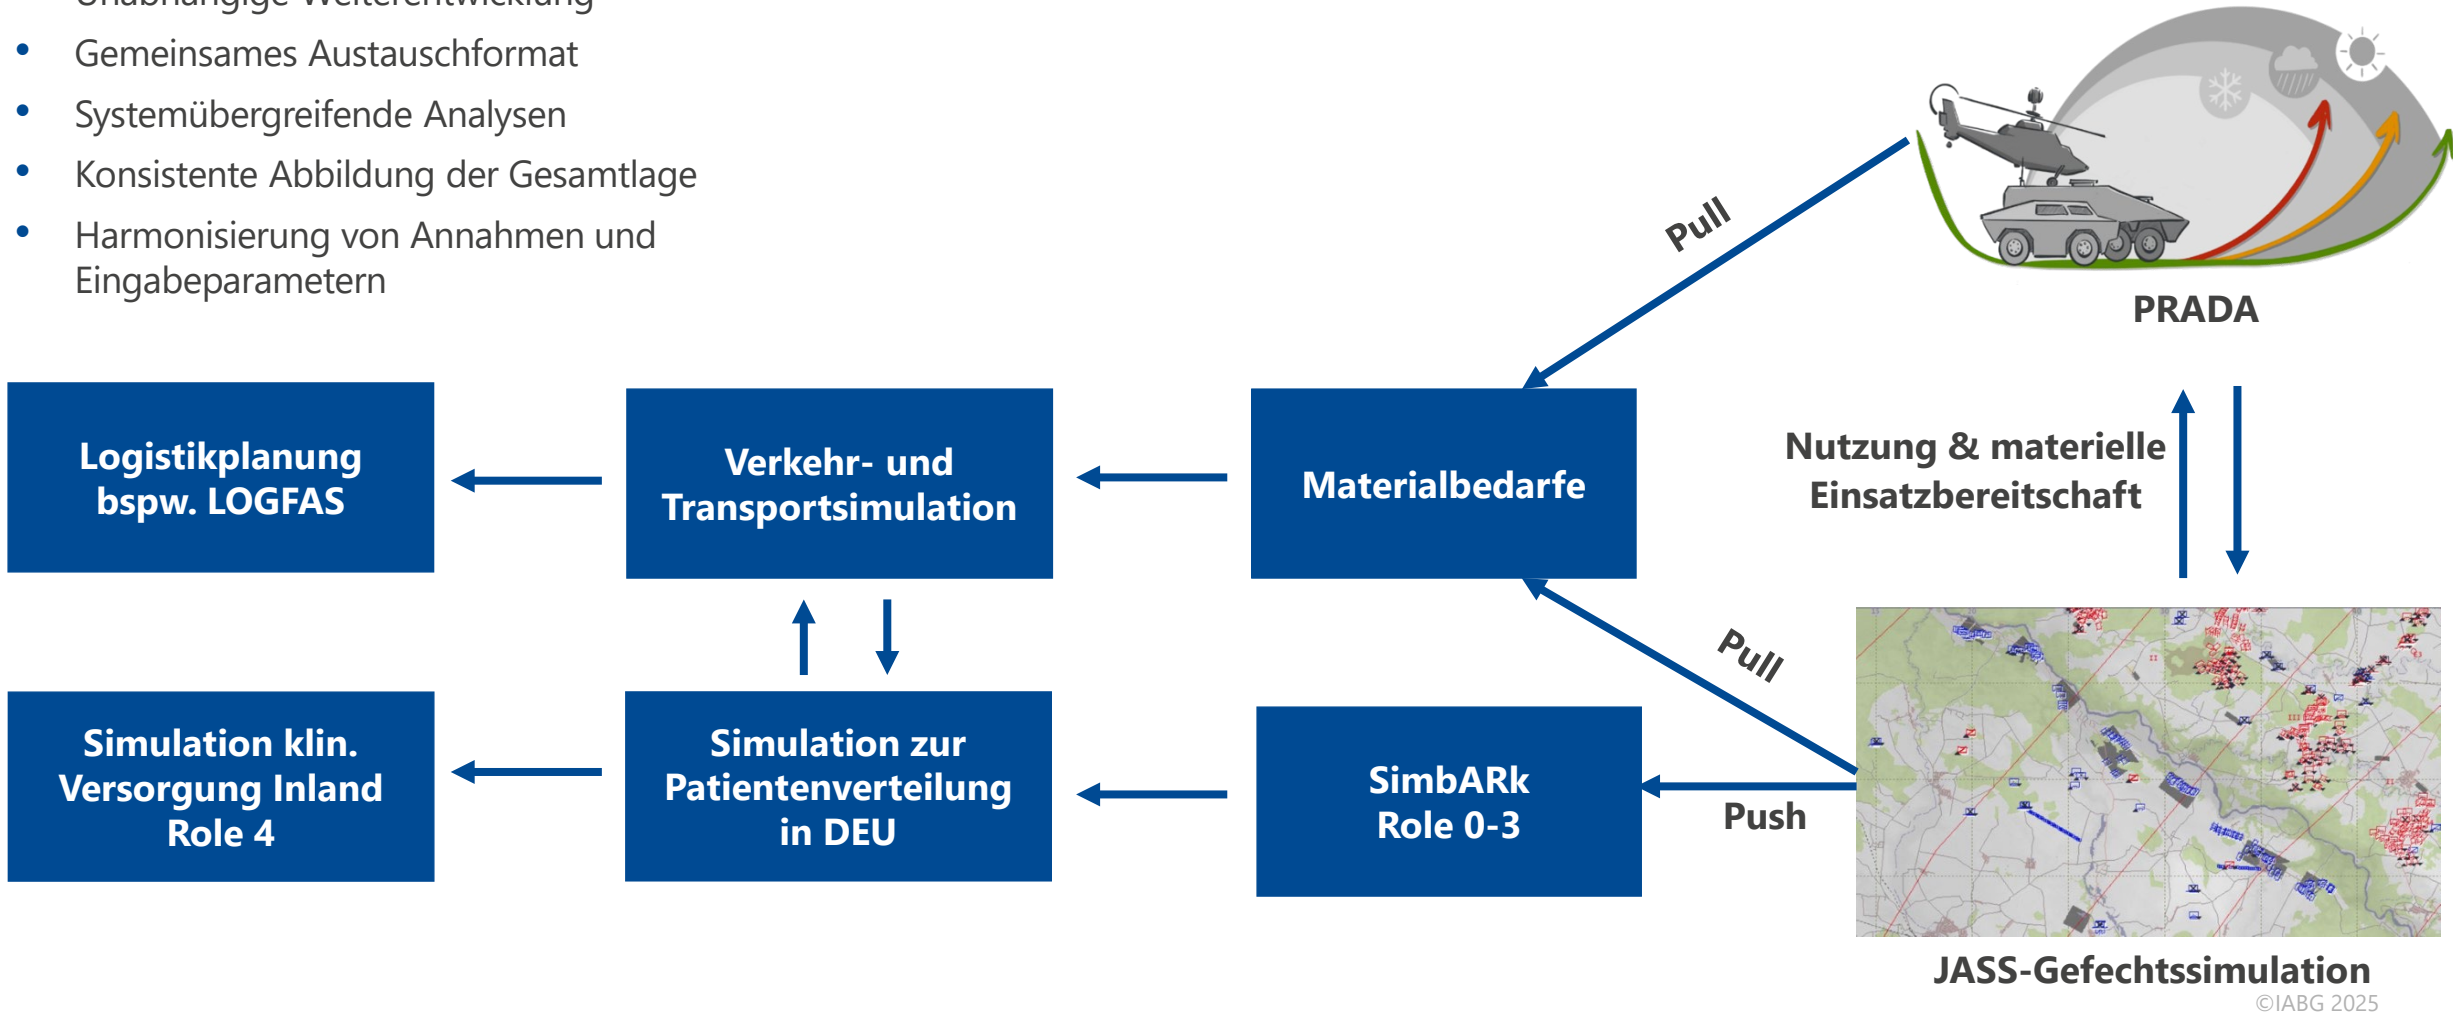 Unabhängige Weiterentwicklung
• Gemeinsames Austauschformat
• Systemübergreifende Analysen
• Konsistente Abbildung der Gesamtlage
• Harmonisierung von Annahmen und
Eingabeparametern
Pull
PRADA
Logistikplanung
bspw. LOGFAS
Verkehr- und
Transportsimulation
Materialbedarfe
Nutzung & materielle
Einsatzbereitschaft
Pull
Simulation klin.
Versorgung Inland
Role 4
Simulation zur
Patientenverteilung
in DEU
SimbARk
Role 0-3
Push
JASS-Gefechtssimulation
©IABG 2025